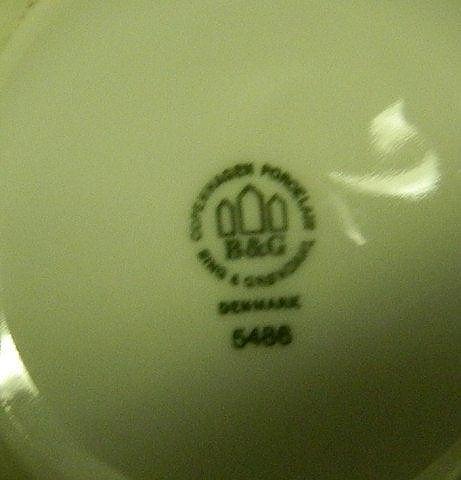 COPENHAGEN PORCELAIN
B&G
BING & GRØNDAHL
DENMARK
5486